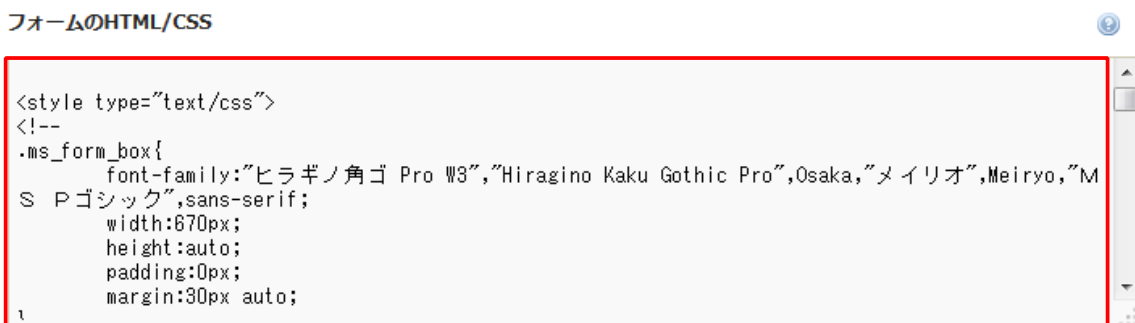 フォームのHTML/CSS
<style type="text/css">
<!--
.ms_form_box{
font-family:"ヒラギノ角ゴ Pro W3","Hiragino Kaku Gothic Pro",Osaka,"メイリオ",Meiryo,"Ｍ
Ｓ Ｐゴシック",sans-serif;
width:670px;
height:auto;
padding:0px;
margin:30px auto;
}